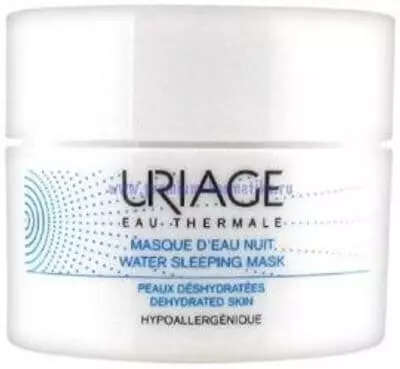 URIAGE
EAU THERMALE
MASQUE D'EAU NUIT
WATER SLEEPING MASK
PEAUX DÉSHYDRATÉES
DEHYDRATED SKIN
HYPOALLERGÉNIQUE